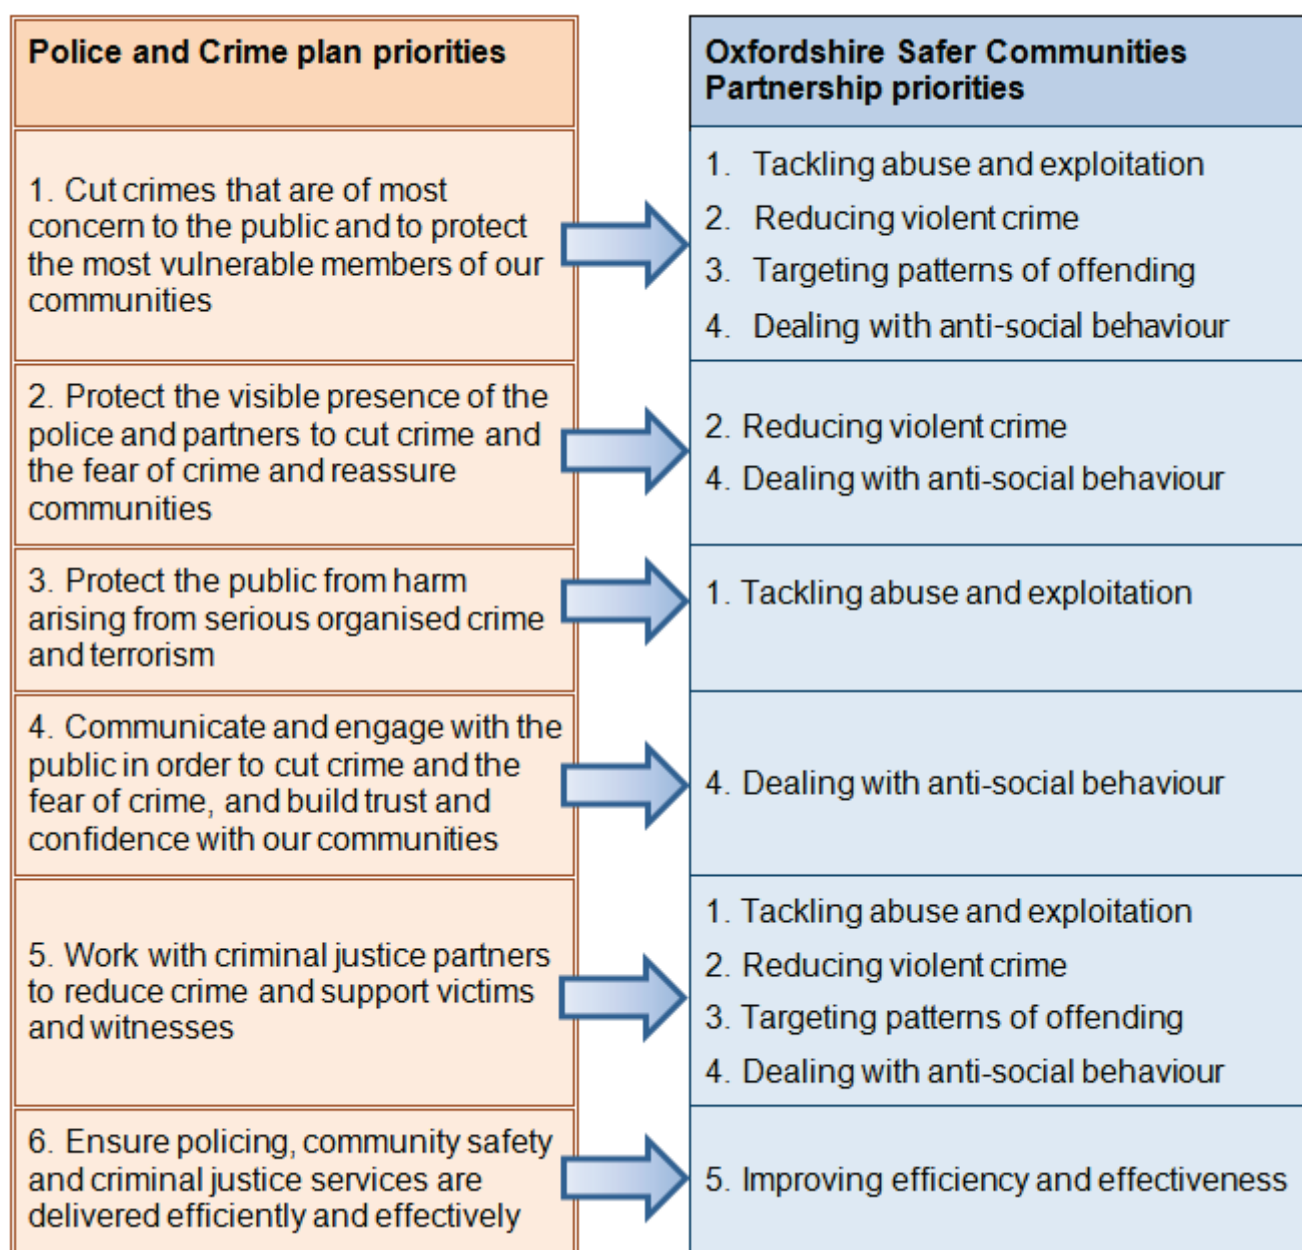 Police and Crime plan priorities
Oxfordshire Safer Communities
Partnership priorities
1. Cut crimes that are of most
concern to the public and to protect
the most vulnerable members of our
communities
1. Tackling abuse and exploitation
2. Reducing violent crime
3. Targeting patterns of offending
4. Dealing with anti-social behaviour
2. Protect the visible presence of the
police and partners to cut crime and
the fear of crime and reassure
communities
2. Reducing violent crime
4. Dealing with anti-social behaviour
3. Protect the public from harm
arising from serious organised crime
and terrorism
1. Tackling abuse and exploitation
4. Communicate and engage with the
public in order to cut crime and the
fear of crime, and build trust and
confidence with our communities
4. Dealing with anti-social behaviour
5. Work with criminal justice partners
to reduce crime and support victims
and witnesses
1. Tackling abuse and exploitation
2. Reducing violent crime
3. Targeting patterns of offending
4. Dealing with anti-social behaviour
6. Ensure policing, community safety
and criminal justice services are
delivered efficiently and effectively
5. Improving efficiency and effectiveness